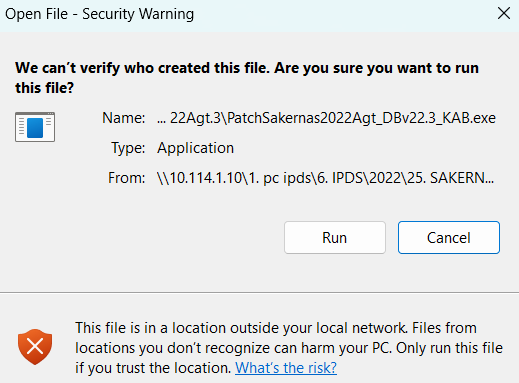 Open File - Security Warning
We can't verify who created this file. Are you sure you want to run
this file?
Name: ... 22Agt.3\PatchSakernas2022Agt_DBv22.3_KAB.exe
Type: Application
From: \\10.114.1.10\1. pc ipds\6. IPDS\2022\25. SAKERN...
Run Cancel
This file is in a location outside your local network. Files from
locations you don't recognize can harm your PC. Only run this file
if you trust the location. What's the risk?